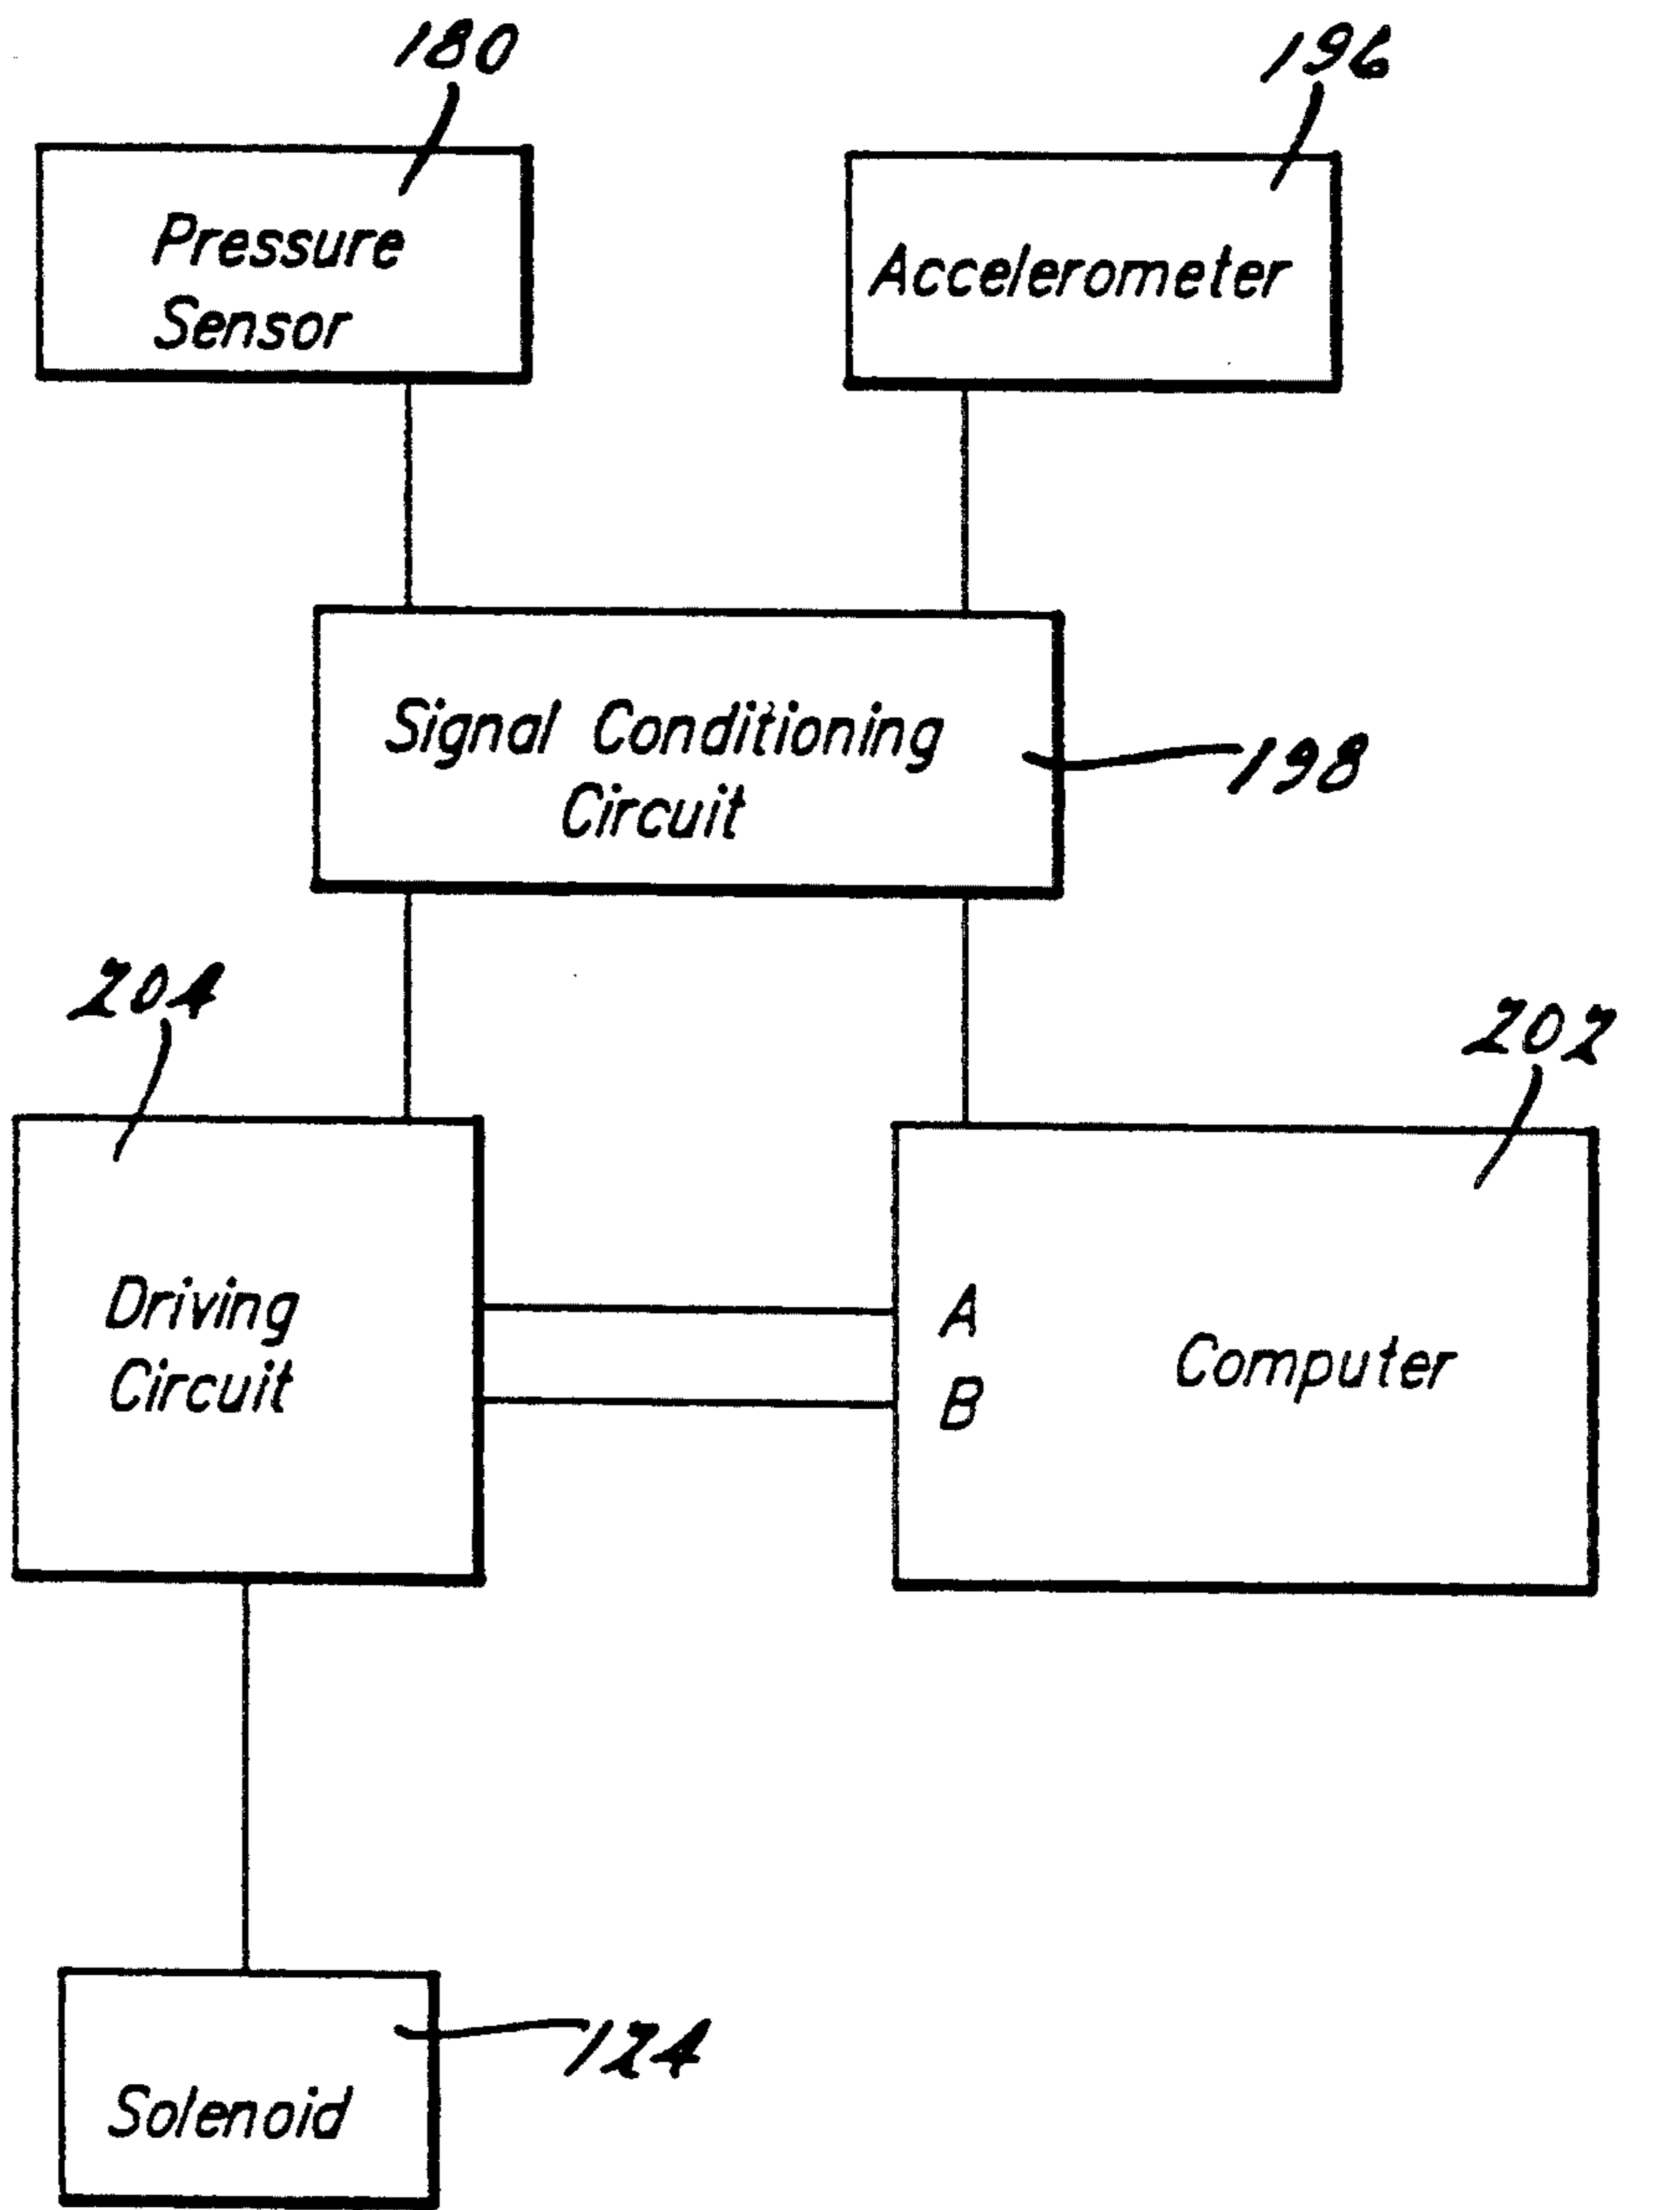 180
196
Pressure
Sensor
Accelerometer
Signal Conditioning
Circuit
198
204
202
Driving
Circuit
A
B
Computer
124
Solenoid